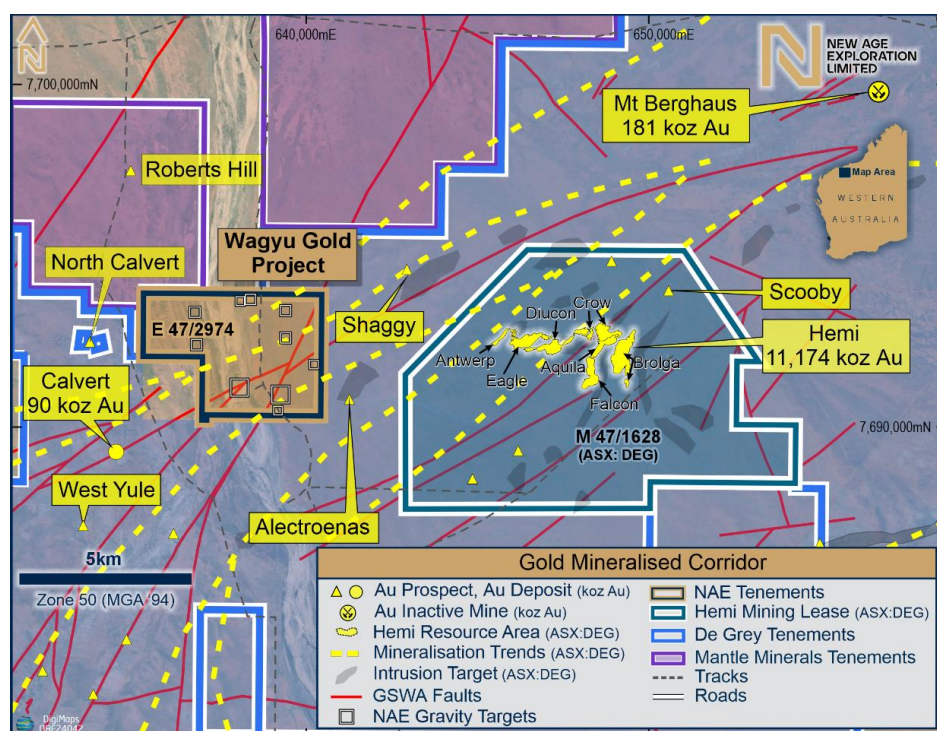 640,000mE
650,000mE
N
NEW AGE
EXPLORATION
LIMITED
7,700,000mN
Mt Berghaus
181 koz Au
Map Area
WESTERN
AUSTRALIA
Roberts Hill
Wagyu Gold
Project
North Calvert
E 47/2974
Shaggy
Scooby
Crow
Diucon
Hemi
11,174 koz Au
Antwerp
Eagle
Aquila
Brolga
Falcon
Calvert
90 koz Au
M 47/1628
(ASX: DEG)
7,690,000mN
West Yule
Alectroenas
5km
Zone 50 (MGA '94)
Gold Mineralised Corridor
Au Prospect, Au Deposit (koz Au)
Au Inactive Mine (koz Au)
Hemi Resource Area (ASX:DEG)
Mineralisation Trends (ASX:DEG)
Intrusion Target (ASX:DEG)
GSWA Faults
NAE Gravity Targets
NAE Tenements
Hemi Mining Lease (ASX:DEG)
De Grey Tenements
Mantle Minerals Tenements
Tracks
Roads
DigiMaps